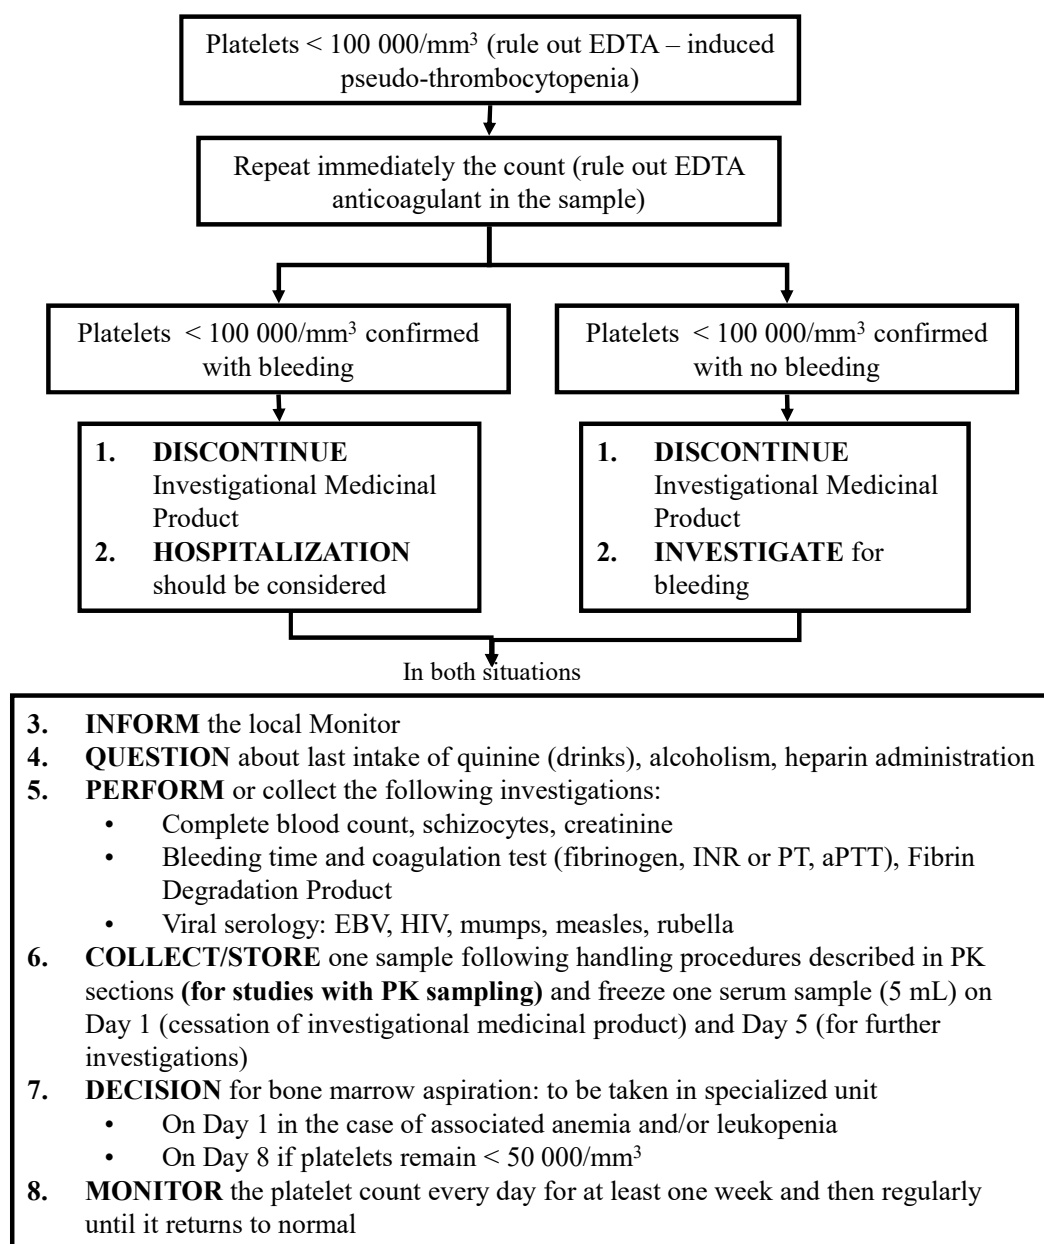 Platelets < 100 000/mm³ (rule out EDTA – induced
pseudo-thrombocytopenia)
Repeat immediately the count (rule out EDTA
anticoagulant in the sample)
Platelets < 100 000/mm³ confirmed
with bleeding
Platelets < 100 000/mm³ confirmed
with no bleeding
1. DISCONTINUE
Investigational Medicinal
Product
2. HOSPITALIZATION
should be considered
1. DISCONTINUE
Investigational Medicinal
Product
2. INVESTIGATE for
bleeding
In both situations
3. INFORM the local Monitor
4. QUESTION about last intake of quinine (drinks), alcoholism, heparin administration
5. PERFORM or collect the following investigations:
• Complete blood count, schizocytes, creatinine
• Bleeding time and coagulation test (fibrinogen, INR or PT, aPTT), Fibrin
Degradation Product
• Viral serology: EBV, HIV, mumps, measles, rubella
6. COLLECT/STORE one sample following handling procedures described in PK
sections (for studies with PK sampling) and freeze one serum sample (5 mL) on
Day 1 (cessation of investigational medicinal product) and Day 5 (for further
investigations)
7. DECISION for bone marrow aspiration: to be taken in specialized unit
• On Day 1 in the case of associated anemia and/or leukopenia
• On Day 8 if platelets remain < 50 000/mm³
8. MONITOR the platelet count every day for at least one week and then regularly
until it returns to normal